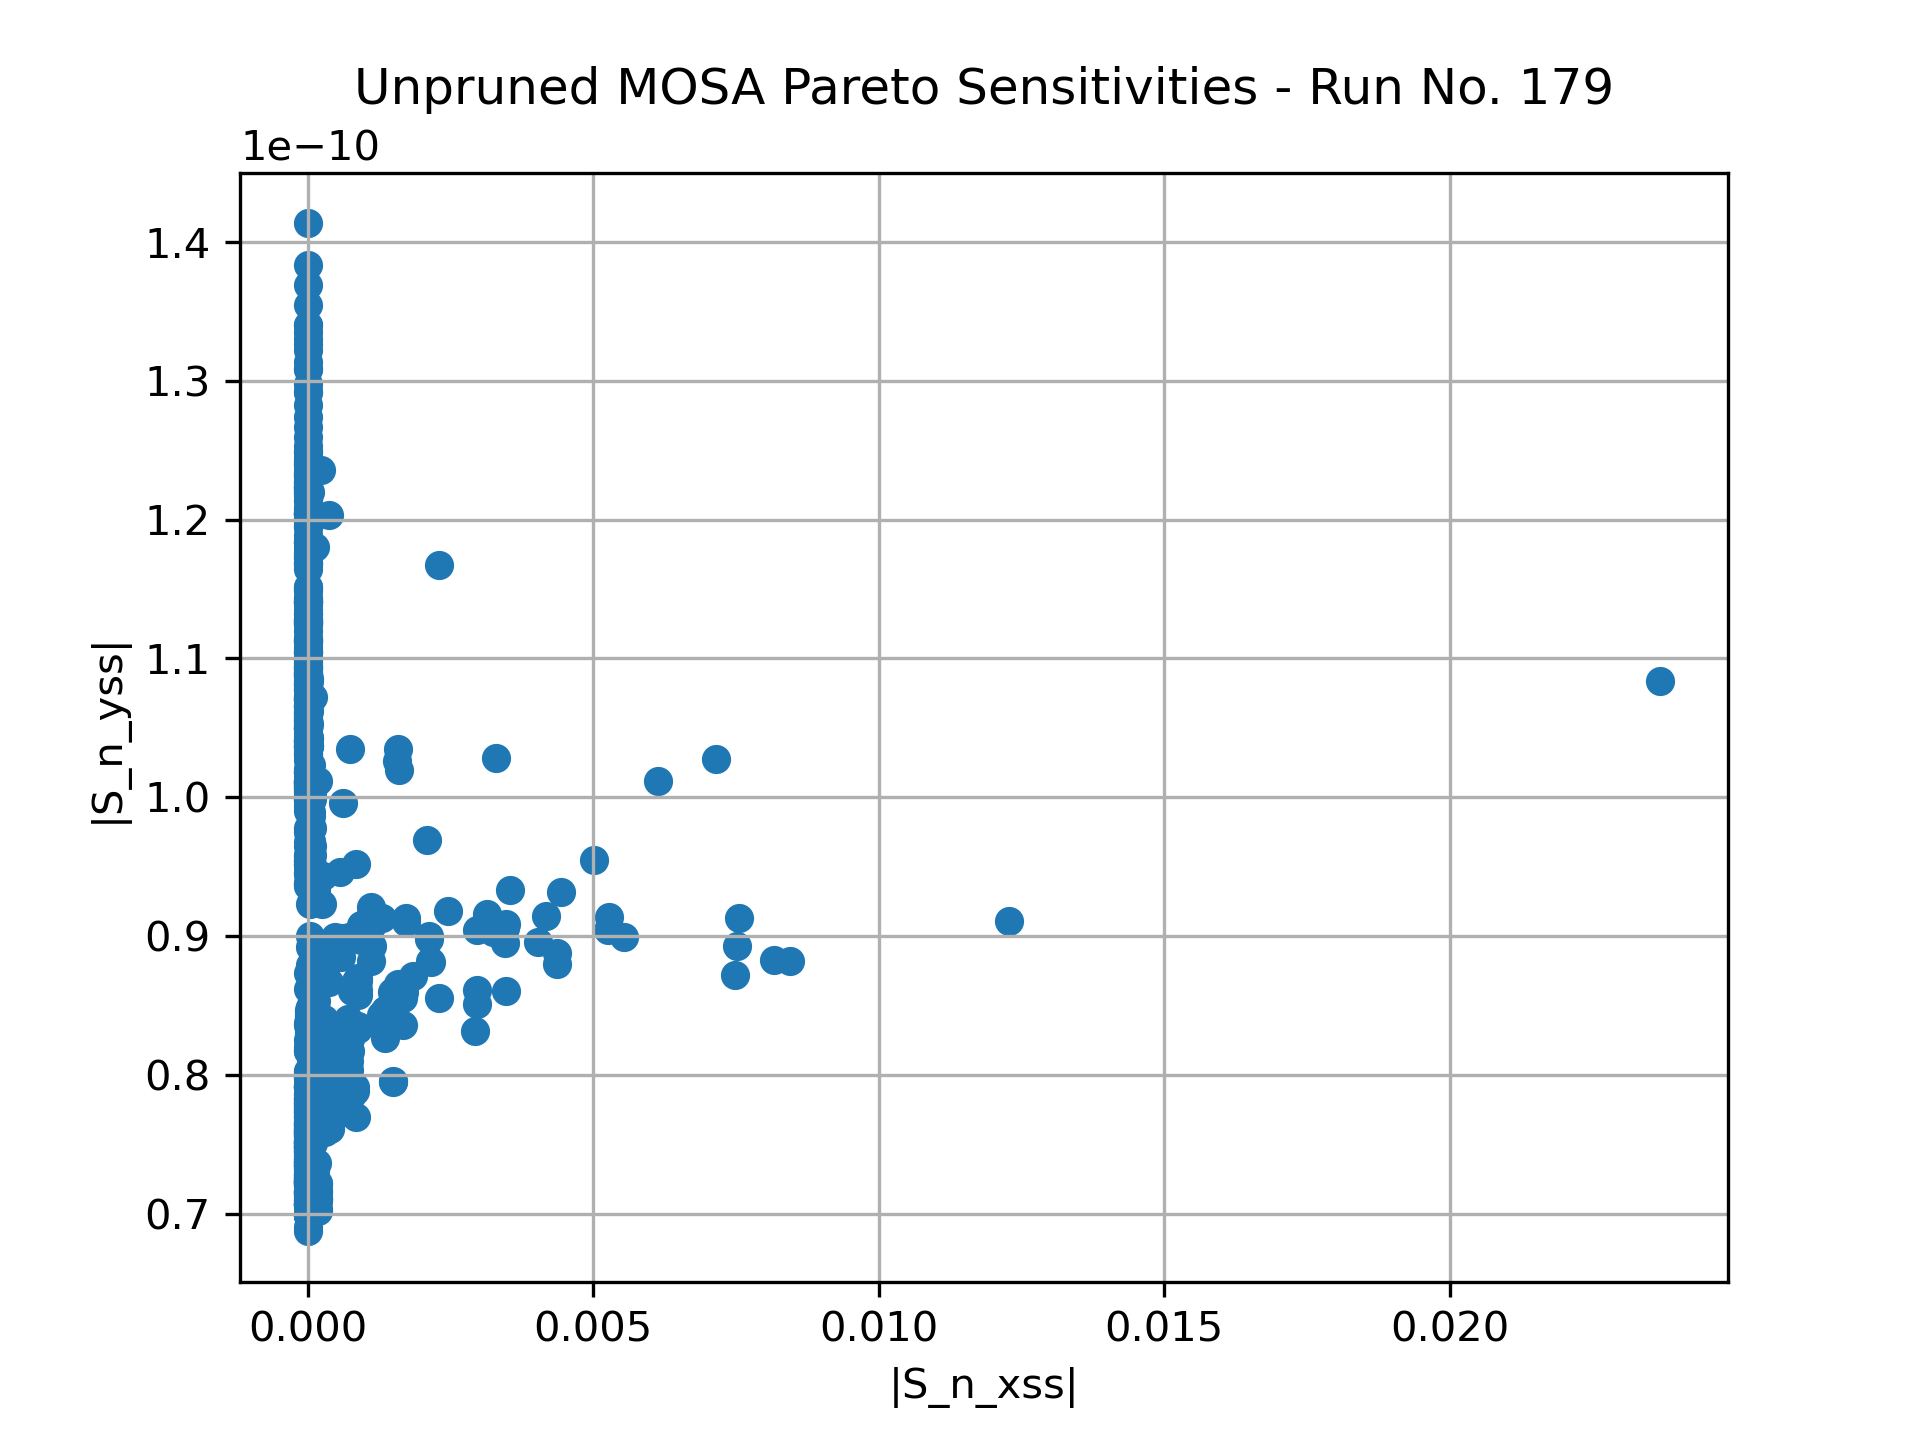 Unpruned MOSA Pareto Sensitivities - Run No. 179
1e−10
1.4
1.3
1.2
1.1
1.0
0.9
0.8
0.7
|S_n_yss|
0.000 0.005 0.010 0.015 0.020
|S_n_xss|